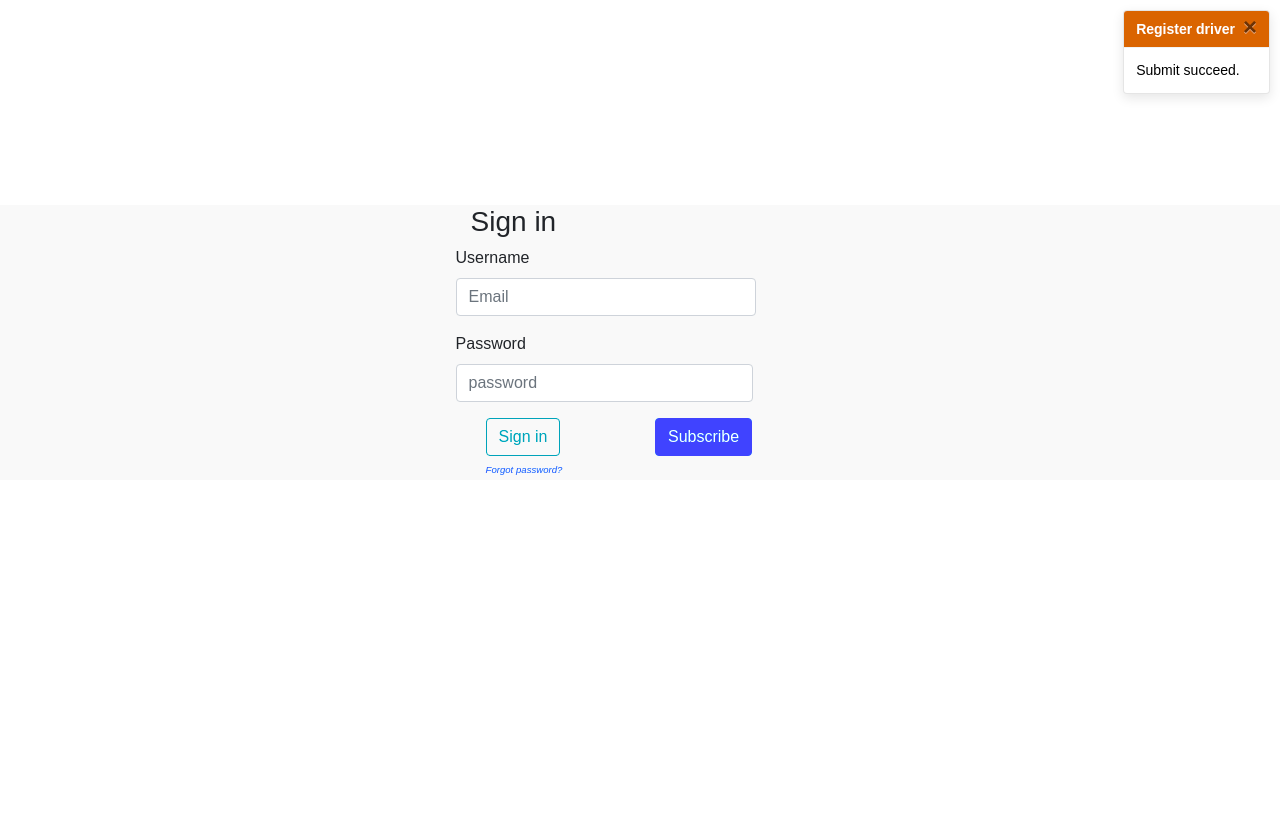 Register driver ×
Submit succeed.
Sign in
Username
Email
Password
password
Sign in
Subscribe
Forgot password?